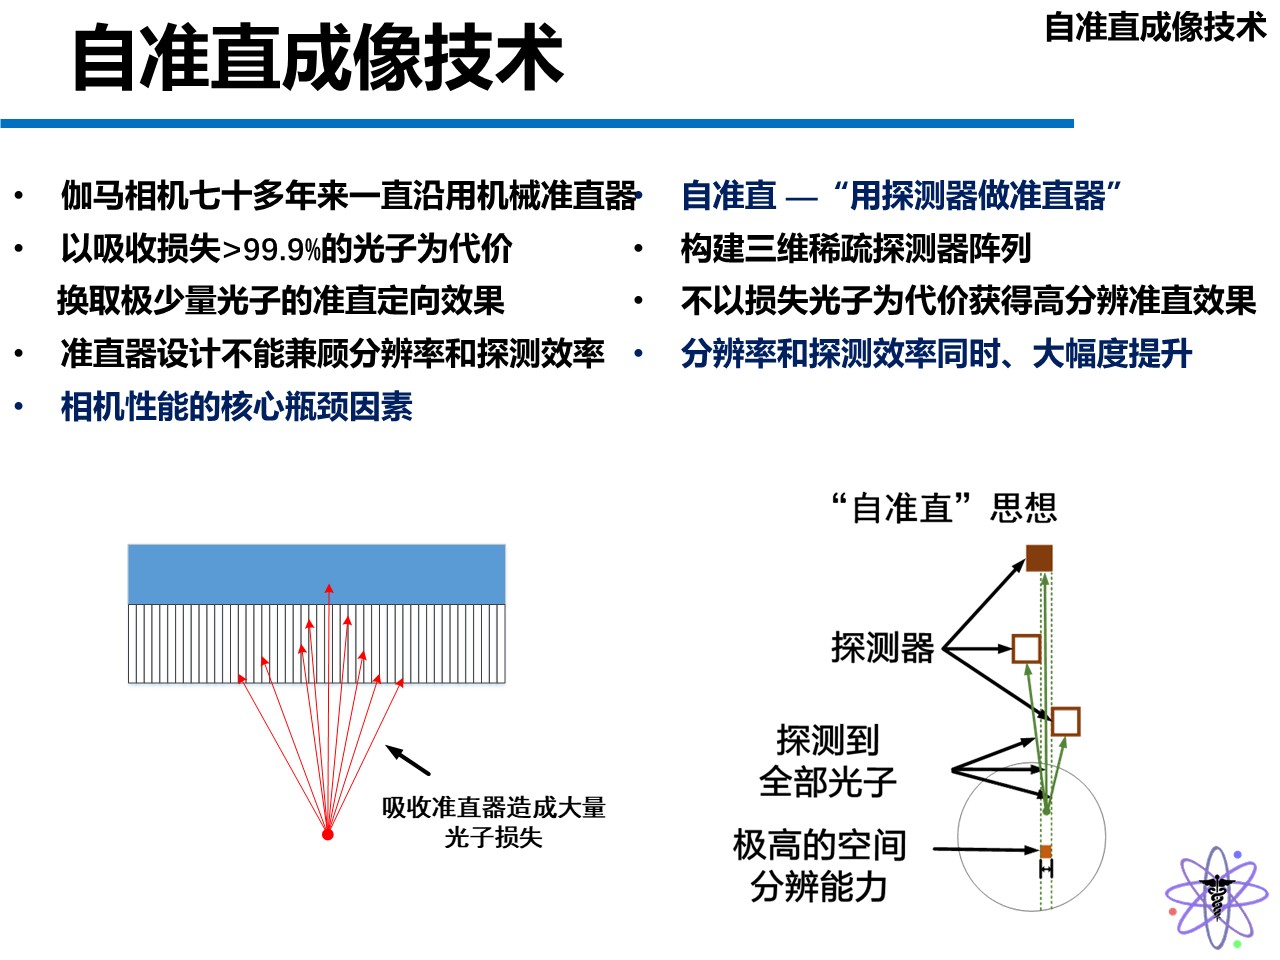 自准直成像技术
自准直成像技术
• 伽马相机七十多年来一直沿用机械准直器
• 以吸收损失>99.9%的光子为代价
换取极少量光子的准直定向效果
• 准直器设计不能兼顾分辨率和探测效率
• 相机性能的核心瓶颈因素
• 自准直 — “用探测器做准直器”
• 构建三维稀疏探测器阵列
• 不以损失光子为代价获得高分辨准直效果
• 分辨率和探测效率同时、大幅度提升
吸收准直器造成大量
光子损失
“自准直”思想
探测器
探测到
全部光子
极高的空间
分辨能力